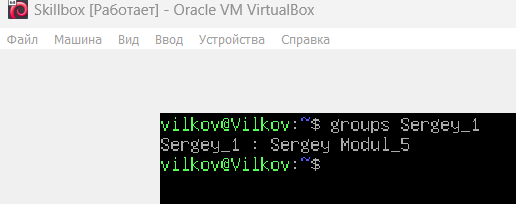 Skillbox [Работает] - Oracle VM VirtualBox
Файл Машина Вид Ввод Устройства Справка
vilkov@Vilkov:~$ groups Sergey_1
Sergey_1 : Sergey Modul_5
vilkov@Vilkov:~$